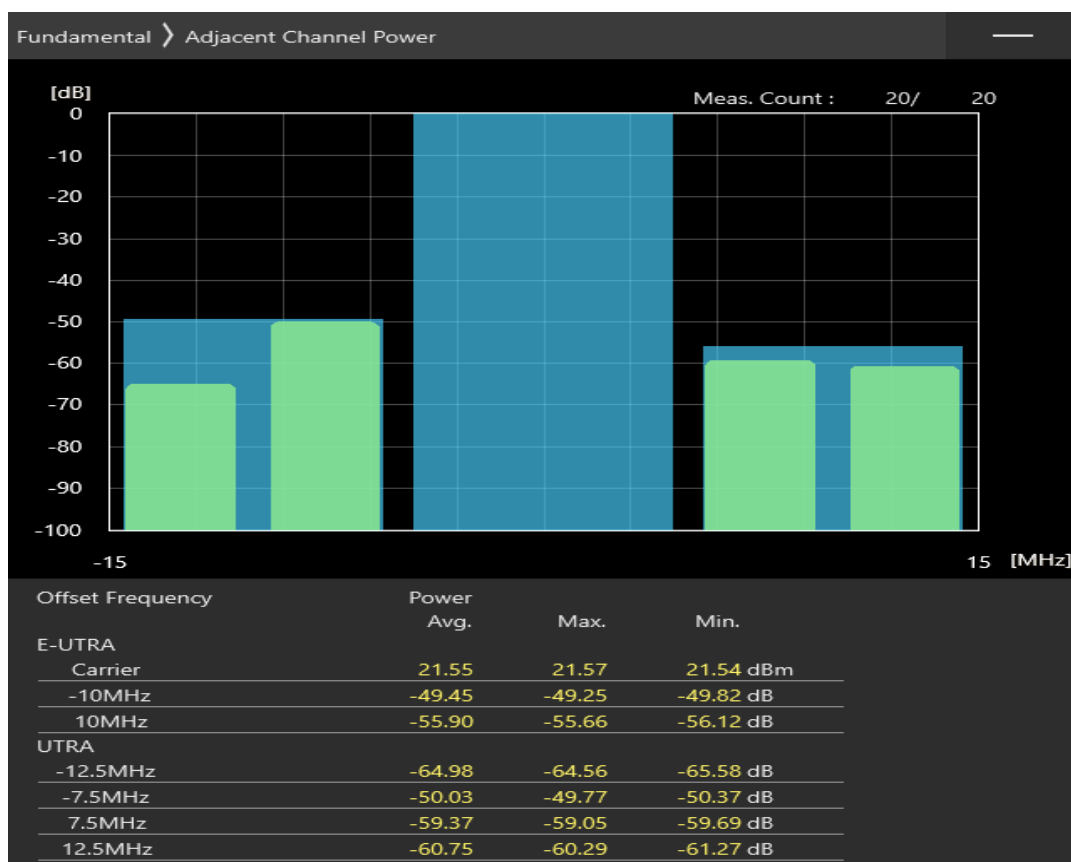 Fundamental 〉 Adjacent Channel Power
[dB]
Meas. Count : 20/ 20
0
-10
-20
-30
-40
-50
-60
-70
-80
-90
-100
-15 15 [MHz]
Offset Frequency Power
Avg. Max. Min.
E-UTRA
Carrier 21.55 21.57 21.54 dBm
-10MHz -49.45 -49.25 -49.82 dB
10MHz -55.90 -55.66 -56.12 dB
UTRA
-12.5MHz -64.98 -64.56 -65.58 dB
-7.5MHz -50.03 -49.77 -50.37 dB
7.5MHz -59.37 -59.05 -59.69 dB
12.5MHz -60.75 -60.29 -61.27 dB